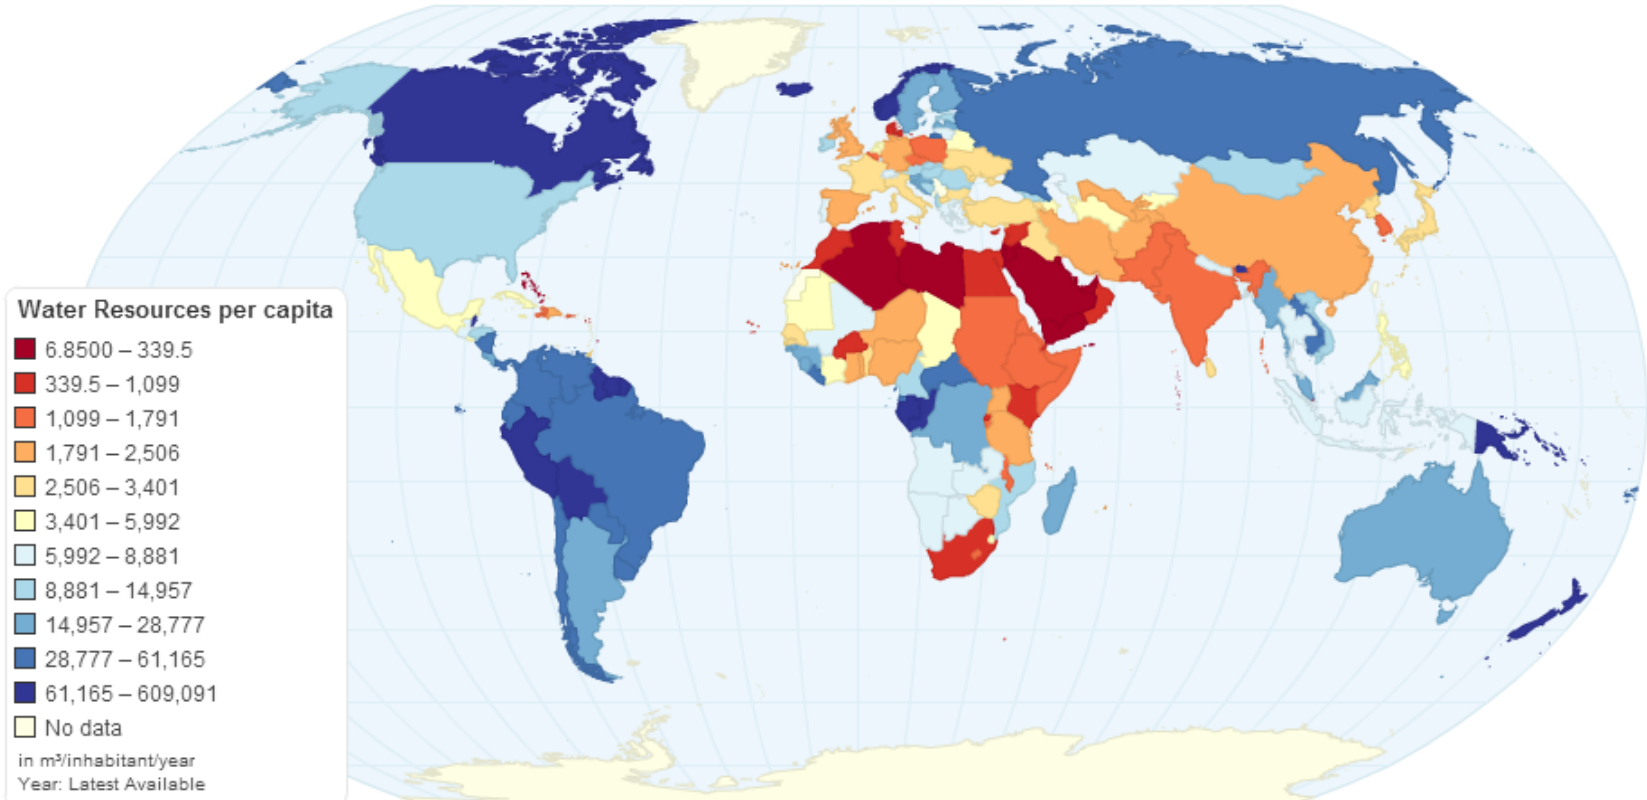 Water Resources per capita
6.8500 – 339.5
339.5 – 1,099
1,099 – 1,791
1,791 – 2,506
2,506 – 3,401
3,401 – 5,992
5,992 – 8,881
8,881 – 14,957
14,957 – 28,777
28,777 – 61,165
61,165 – 609,091
No data
in m³/inhabitant/year
Year: Latest Available